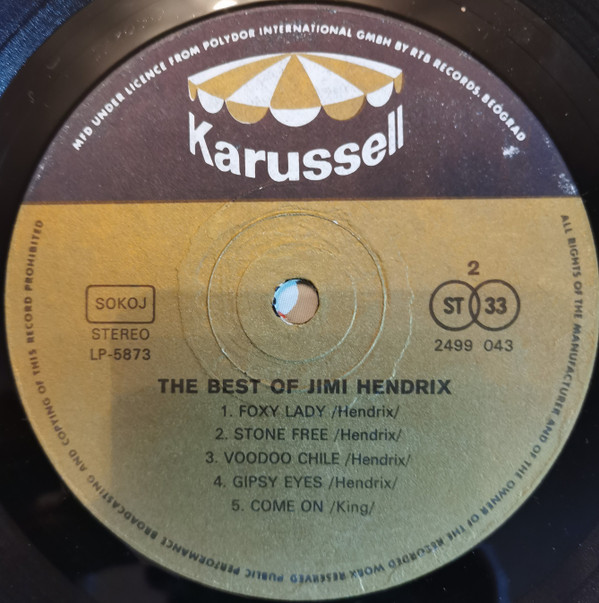 MFD UNDER LICENCE FROM POLYDOR INTERNATIONAL GMBH BY RTB RECORDS, BEOGRAD
Karussell
SOKOJ
STEREO
LP-5873
2
ST 33
2499 043
THE BEST OF JIMI HENDRIX
1. FOXY LADY /Hendrix/
2. STONE FREE /Hendrix/
3. VOODOO CHILE /Hendrix/
4. GIPSY EYES /Hendrix/
5. COME ON /King/
ALL RIGHTS OF THE MANUFACTURER AND OF THE OWNER OF THE RECORDED WORK RESERVED PUBLIC PERFORMANCE BROADCASTING AND COPYING OF THIS RECORD PROHIBITED